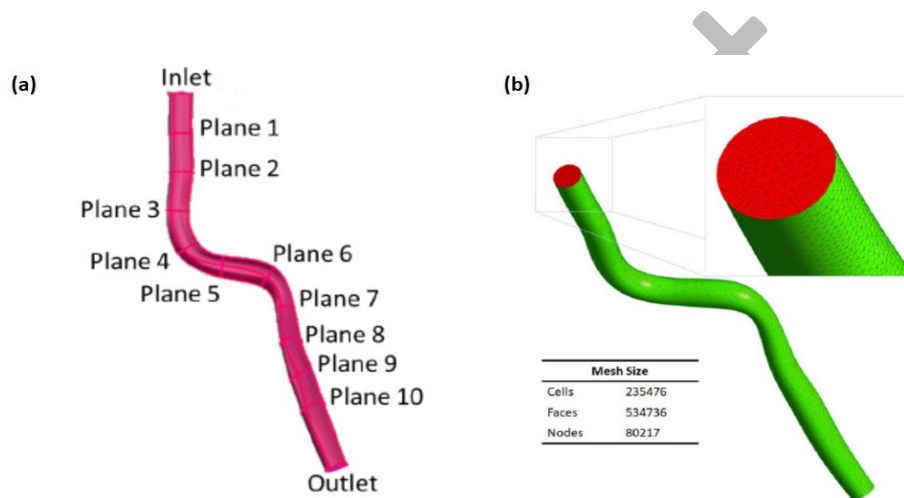 (a)
Inlet
Plane 1
Plane 2
Plane 3
Plane 4
Plane 5
Plane 6
Plane 7
Plane 8
Plane 9
Plane 10
Outlet
(b)
Mesh Size
Cells 235476
Faces 534736
Nodes 80217